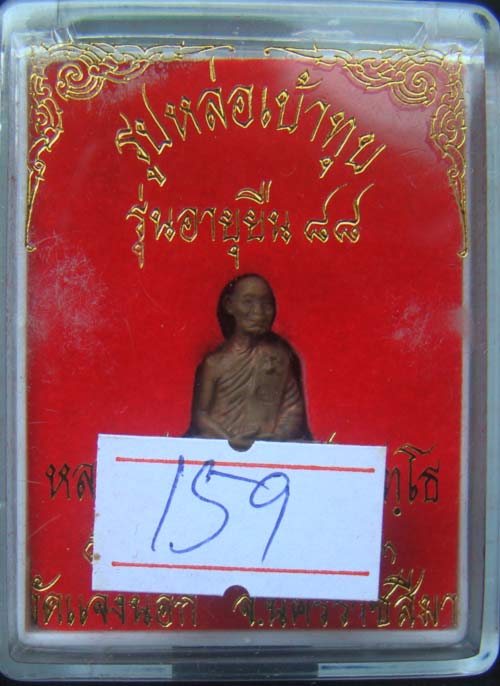 รูปหล่อเบ้าทุบ
รุ่นอายุยืน ๘๘
159
วัดแจ้งนอก จ.นครราชสีมา